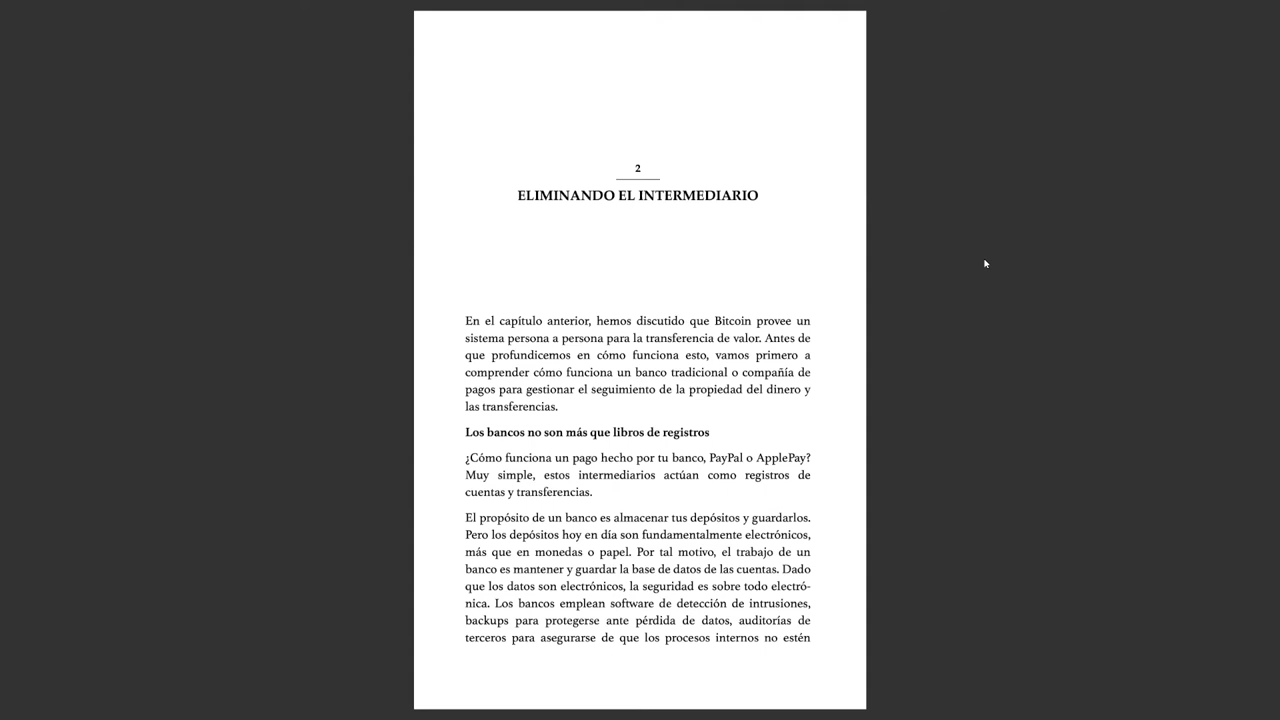 2
ELIMINANDO EL INTERMEDIARIO
En el capítulo anterior, hemos discutido que Bitcoin provee un
sistema persona a persona para la transferencia de valor. Antes de
que profundicemos en cómo funciona esto, vamos primero a
comprender cómo funciona un banco tradicional o compañía de
pagos para gestionar el seguimiento de la propiedad del dinero y
las transferencias.
Los bancos no son más que libros de registros
¿Cómo funciona un pago hecho por tu banco, PayPal o ApplePay?
Muy simple, estos intermediarios actúan como registros de
cuentas y transferencias.
El propósito de un banco es almacenar tus depósitos y guardarlos.
Pero los depósitos hoy en día son fundamentalmente electrónicos,
más que en monedas o papel. Por tal motivo, el trabajo de un
banco es mantener y guardar la base de datos de las cuentas. Dado
que los datos son electrónicos, la seguridad es sobre todo electró-
nica. Los bancos emplean software de detección de intrusiones,
backups para protegerse ante pérdida de datos, auditorías de
terceros para asegurarse de que los procesos internos no estén